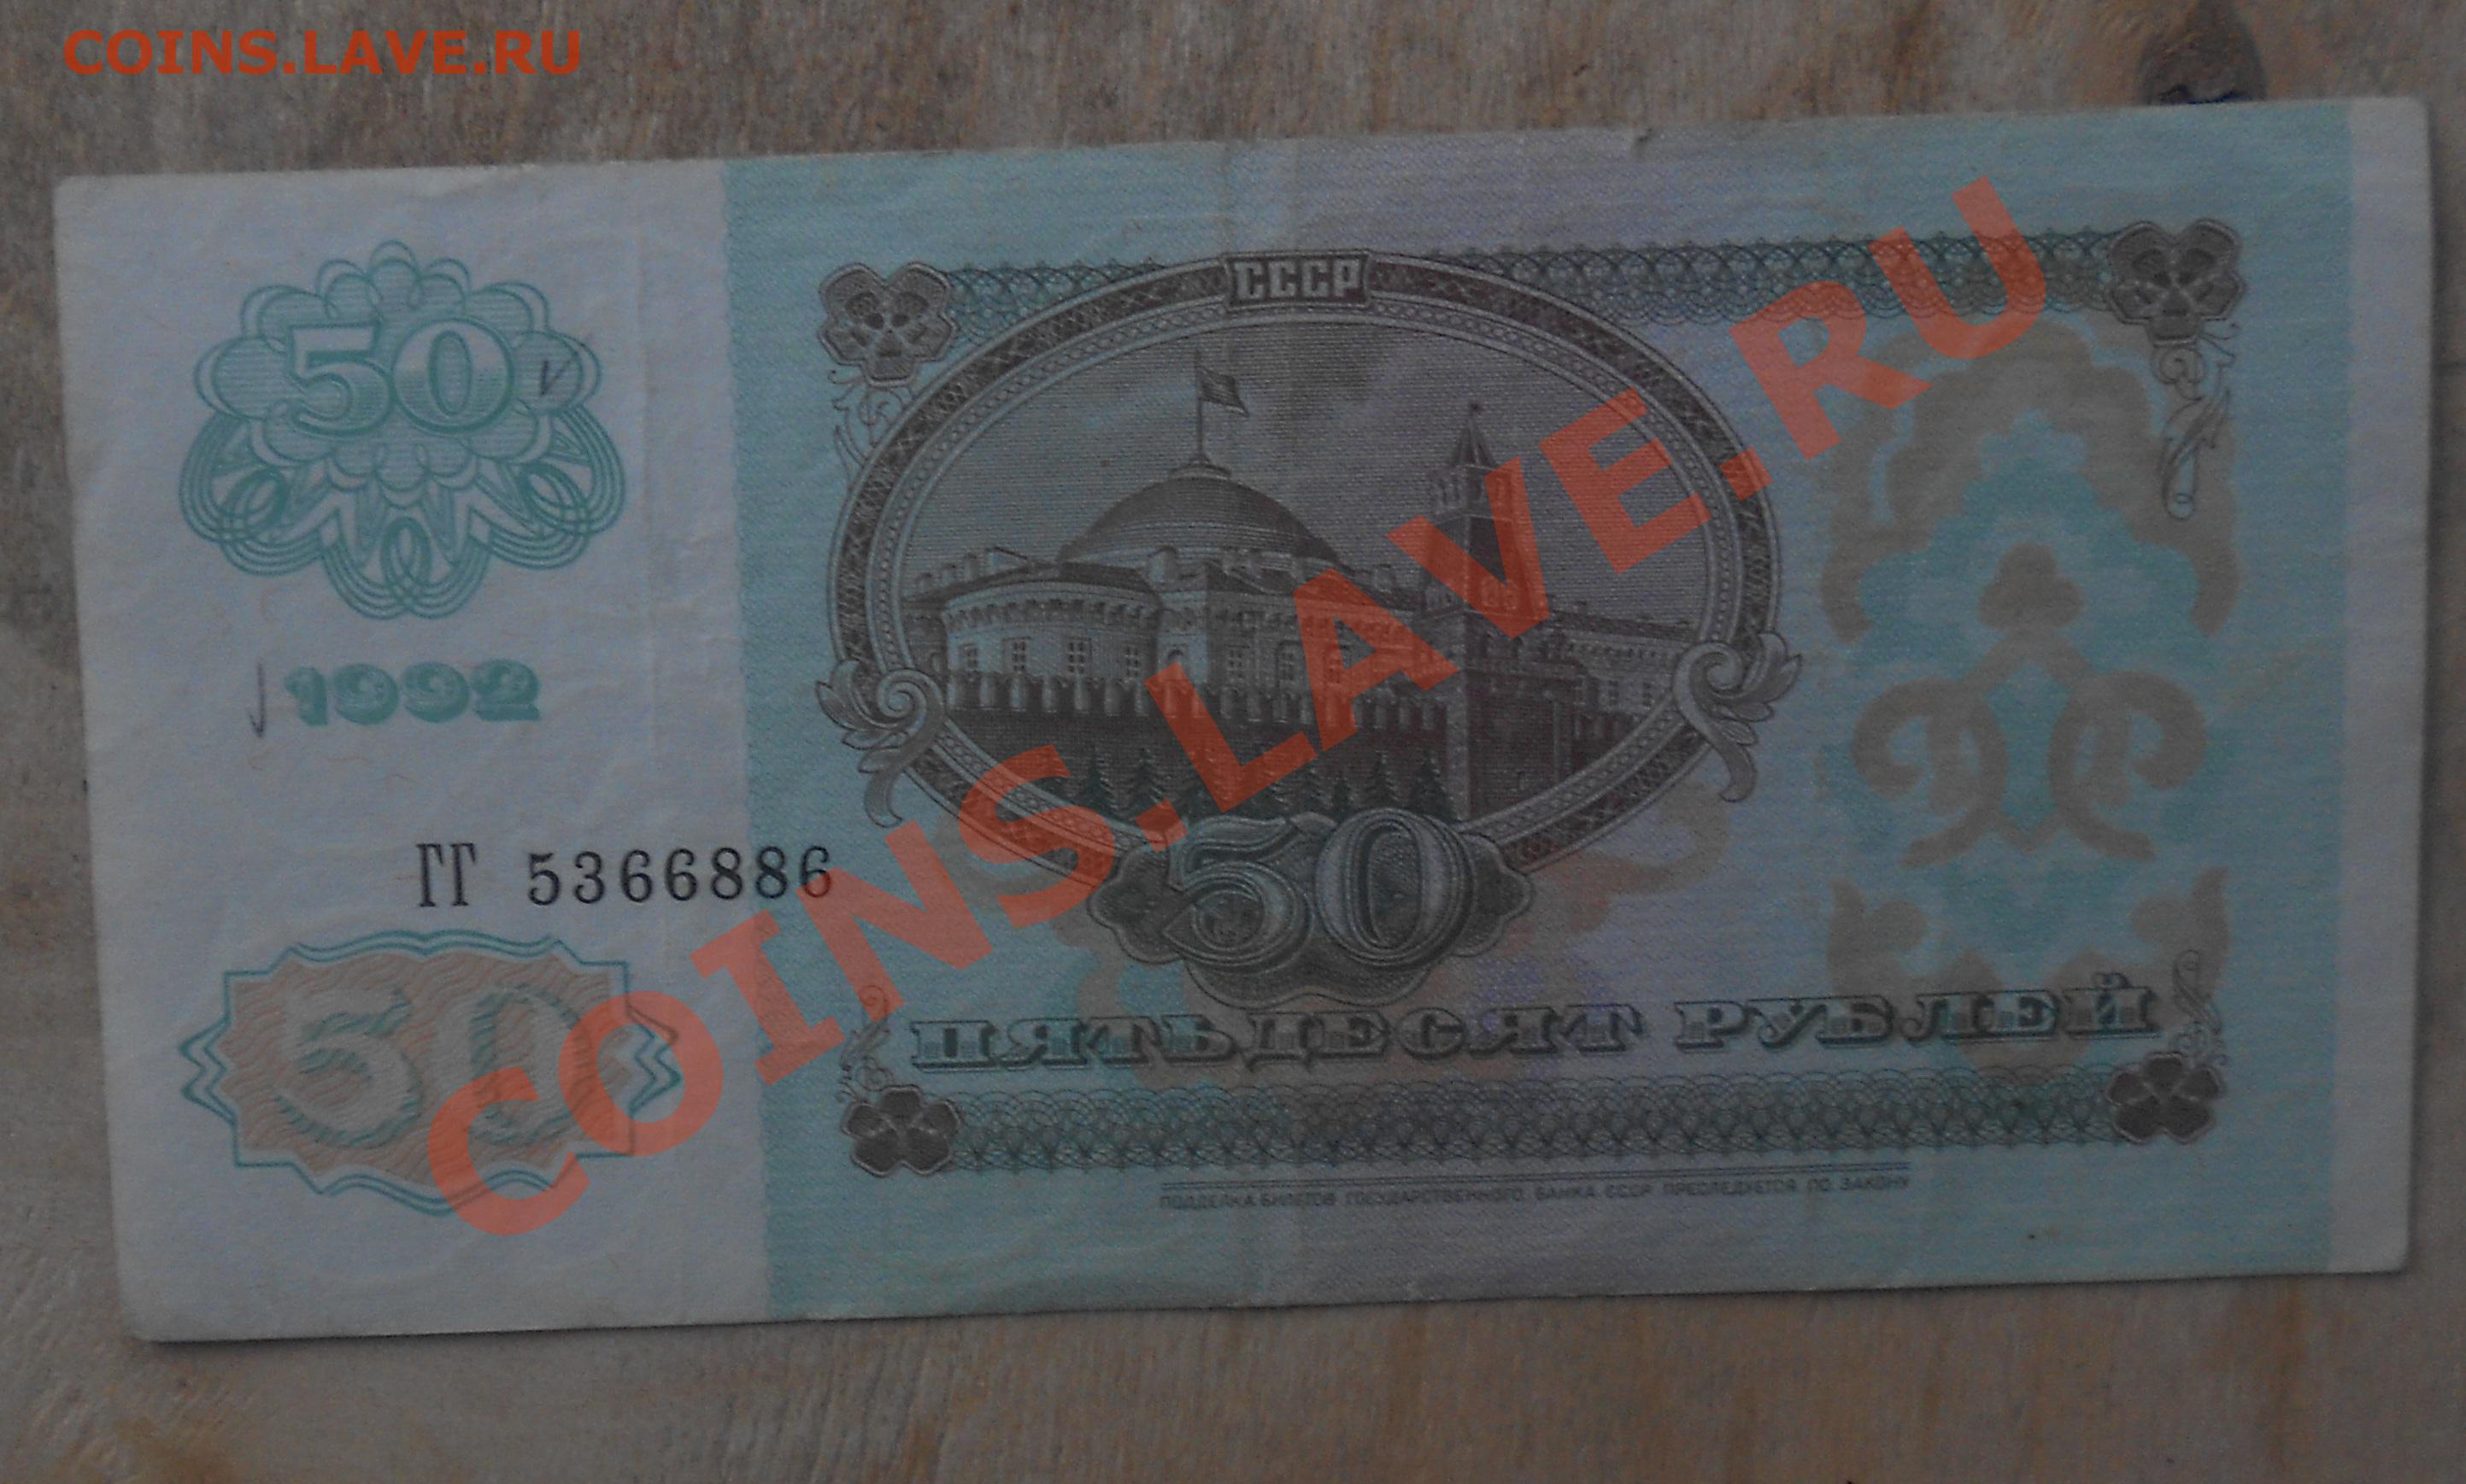 COINS.LAVE.RU
СССР
50
1992
ГГ 5366886
50
50
ПЯТЬДЕСЯТ РУБЛЕЙ
ПОДДЕЛКА БИЛЕТОВ ГОСУДАРСТВЕННОГО БАНКА СССР ПРЕСЛЕДУЕТСЯ ПО ЗАКОНУ
COINS.LAVE.RU